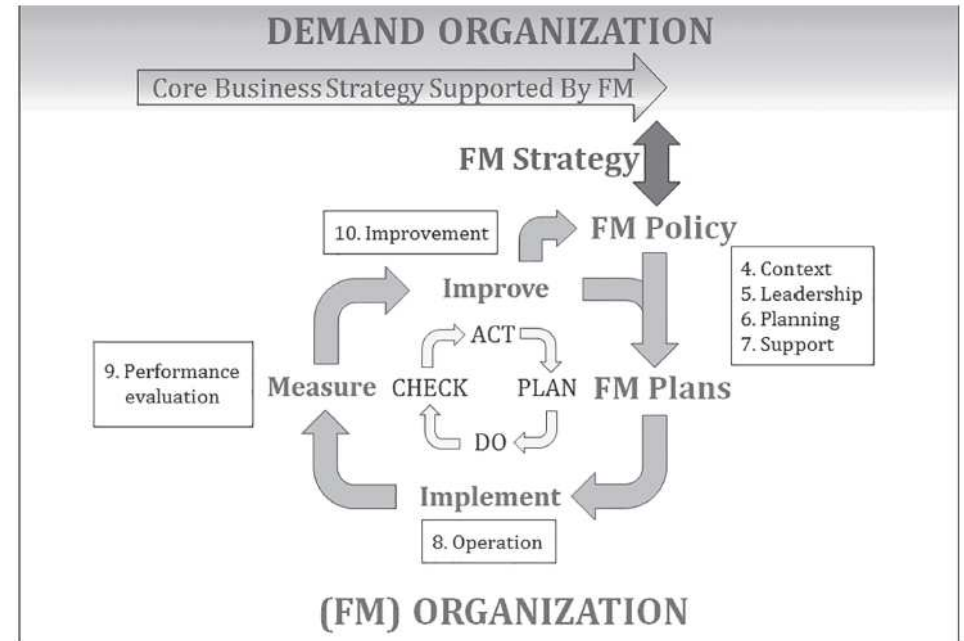 DEMAND ORGANIZATION
Core Business Strategy Supported By FM
FM Strategy
10. Improvement
FM Policy
4. Context
5. Leadership
6. Planning
7. Support
Improve
ACT
9. Performance
evaluation
Measure
CHECK
PLAN
FM Plans
DO
Implement
8. Operation
(FM) ORGANIZATION